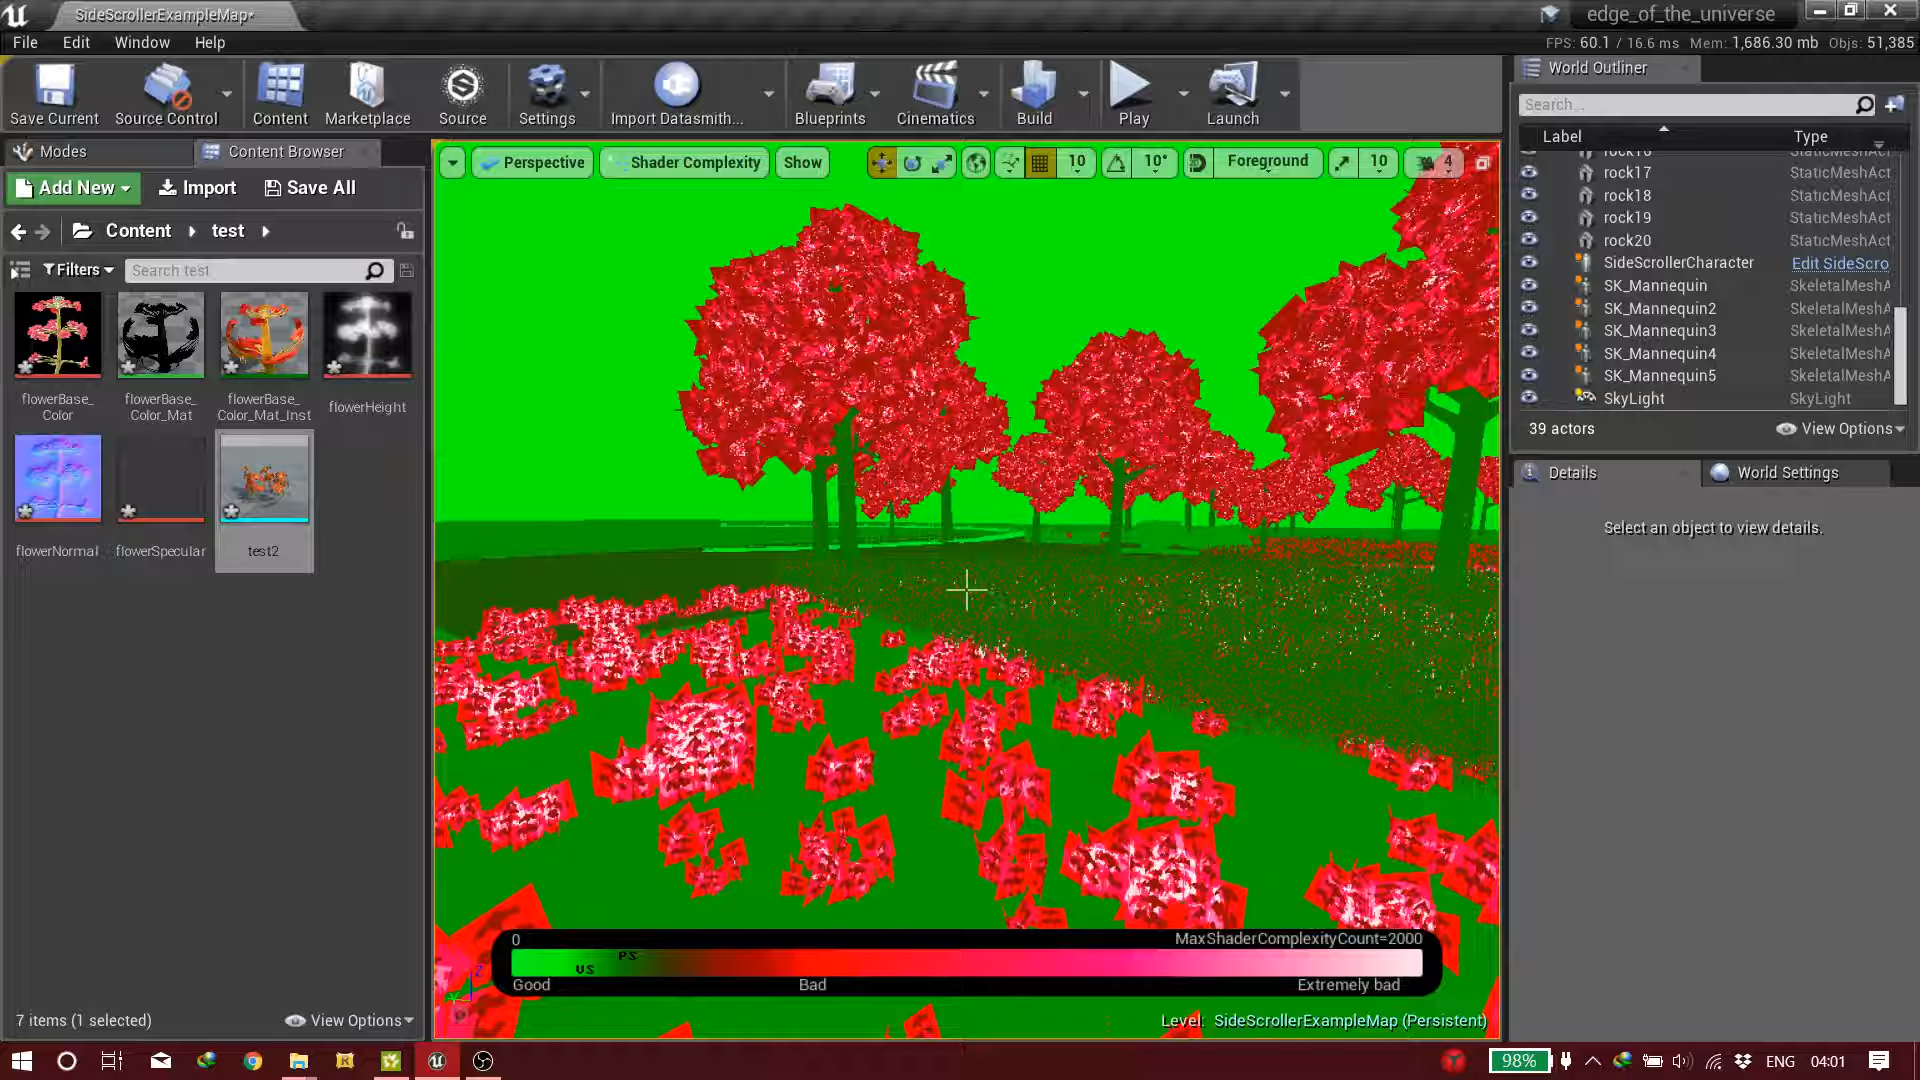 SideScrollerExampleMap*
edge_of_the_universe
File Edit Window Help
FPS: 60.1 / 16.6 ms Mem: 1,686.30 mb Objs: 51,385
Save Current
Source Control
Content
Marketplace
Source
Settings
Import Datasmith...
Blueprints
Cinematics
Build
Play
Launch
World Outliner
Search...
Label
Type
rock17 StaticMeshAct
rock18 StaticMeshAct
rock19 StaticMeshAct
rock20 StaticMeshAct
SideScrollerCharacter Edit SideScro
SK_Mannequin SkeletalMeshA
SK_Mannequin2 SkeletalMeshA
SK_Mannequin3 SkeletalMeshA
SK_Mannequin4 SkeletalMeshA
SK_Mannequin5 SkeletalMeshA
SkyLight SkyLight
39 actors
View Options
Details
World Settings
Select an object to view details.
Modes
Content Browser
Add New
Import
Save All
Content
test
Filters
Search test
flowerBase_
Color
flowerBase_
Color_Mat
flowerBase_
Color_Mat_Inst
flowerHeight
flowerNormal
flowerSpecular
test2
7 items (1 selected)
View Options
Perspective
Shader Complexity
Show
10
10°
Foreground
10
4
0
MaxShaderComplexityCount=2000
PS
VS
Good
Bad
Extremely bad
Level: SideScrollerExampleMap (Persistent)
98%
ENG
04:01